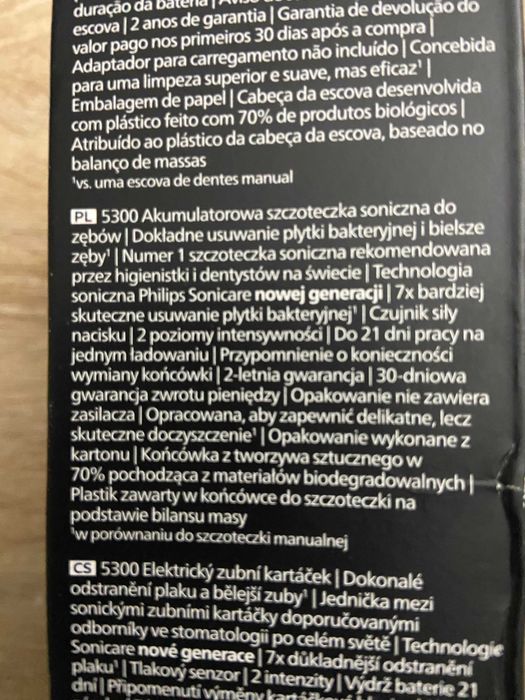 duração da bateria |
escova | 2 anos de garantia | Garantia de devolução do
valor pago nos primeiros 30 dias após a compra |
Adaptador para carregamento não incluído | Concebida
para uma limpeza superior e suave, mas eficaz¹ |
Embalagem de papel | Cabeça da escova desenvolvida
com plástico feito com 70% de produtos biológicos |
Atribuído ao plástico da cabeça da escova, baseado no
balanço de massas
¹vs. uma escova de dentes manual
PL 5300 Akumulatorowa szczoteczka soniczna do
zębów | Dokładne usuwanie płytki bakteryjnej i bielsze
zęby¹ | Numer 1 szczoteczka soniczna rekomendowana
przez higienistki i dentystów na świecie | Technologia
soniczna Philips Sonicare nowej generacji | 7x bardziej
skuteczne usuwanie płytki bakteryjnej¹ | Czujnik siły
nacisku | 2 poziomy intensywności | Do 21 dni pracy na
jednym ładowaniu | Przypomnienie o konieczności
wymiany końcówki | 2-letnia gwarancja | 30-dniowa
gwarancja zwrotu pieniędzy | Opakowanie nie zawiera
zasilacza | Opracowana, aby zapewnić delikatne, lecz
skuteczne doczyszczenie¹ | Opakowanie wykonane z
kartonu | Końcówka z tworzywa sztucznego w
70% pochodząca z materiałów biodegradowalnych |
Plastik zawarty w końcówce do szczoteczki na
podstawie bilansu masy
¹w porównaniu do szczoteczki manualnej
CS 5300 Elektrický zubní kartáček | Dokonalé
odstranění plaku a bělejší zuby¹ | Jednička mezi
sonickými zubními kartáčky doporučovanými
odborníky ve stomatologii po celém světě | Technologie
Sonicare nové generace | 7x důkladnější odstranění
plaku¹ | Tlakový senzor | 2 intenzity | Výdrž baterie 21
dní | Připomenutí výměny